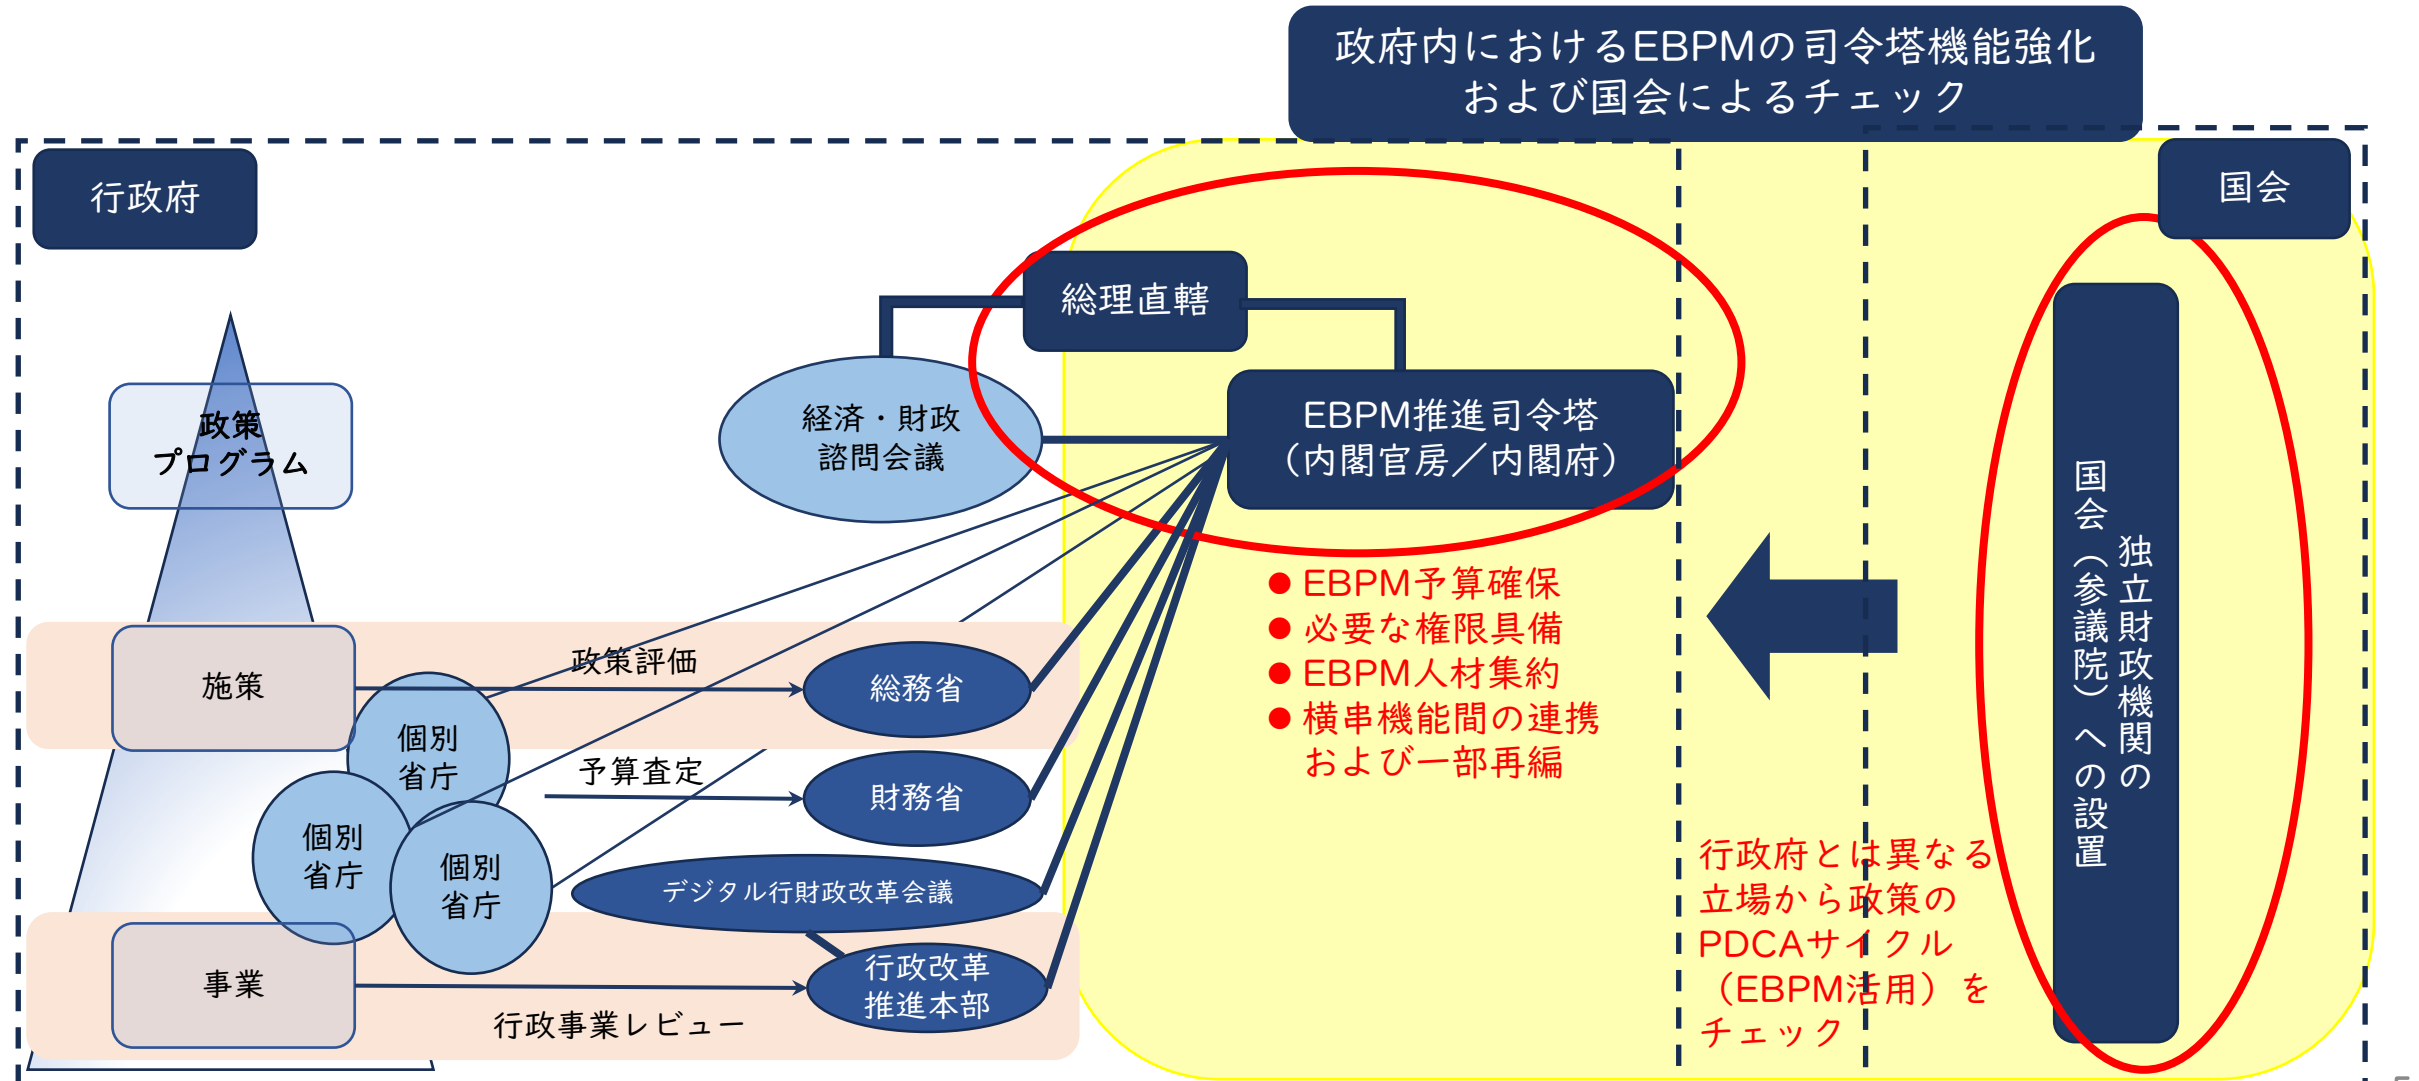 政府内におけるEBPMの司令塔機能強化
および国会によるチェック
行政府
国会
総理直轄
経済・財政
諮問会議
EBPM推進司令塔
（内閣官房／内閣府）
政策
プログラム
施策
政策評価
総務省
個別
省庁
予算査定
財務省
個別
省庁
個別
省庁
デジタル行財政改革会議
事業
行政改革
推進本部
行政事業レビュー
● EBPM予算確保
● 必要な権限具備
● EBPM人材集約
● 横串機能間の連携
および一部再編
行政府とは異なる
立場から政策の
PDCAサイクル
（EBPM活用）を
チェック
独立財政機関の
国会（参議院）への設置